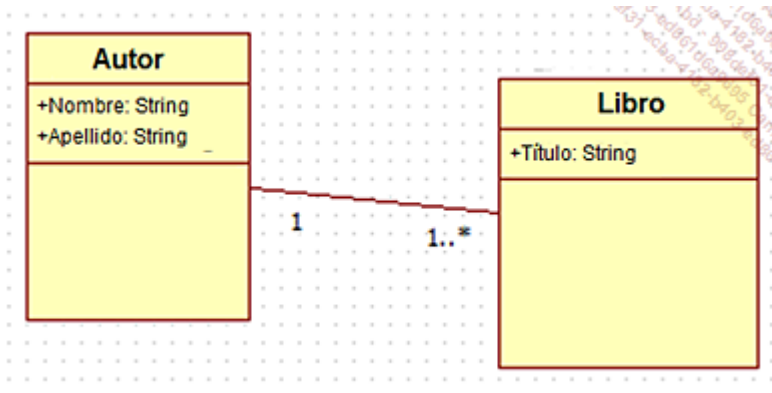 Autor
+Nombre: String
+Apellido: String
Libro
+Título: String
1
1..*